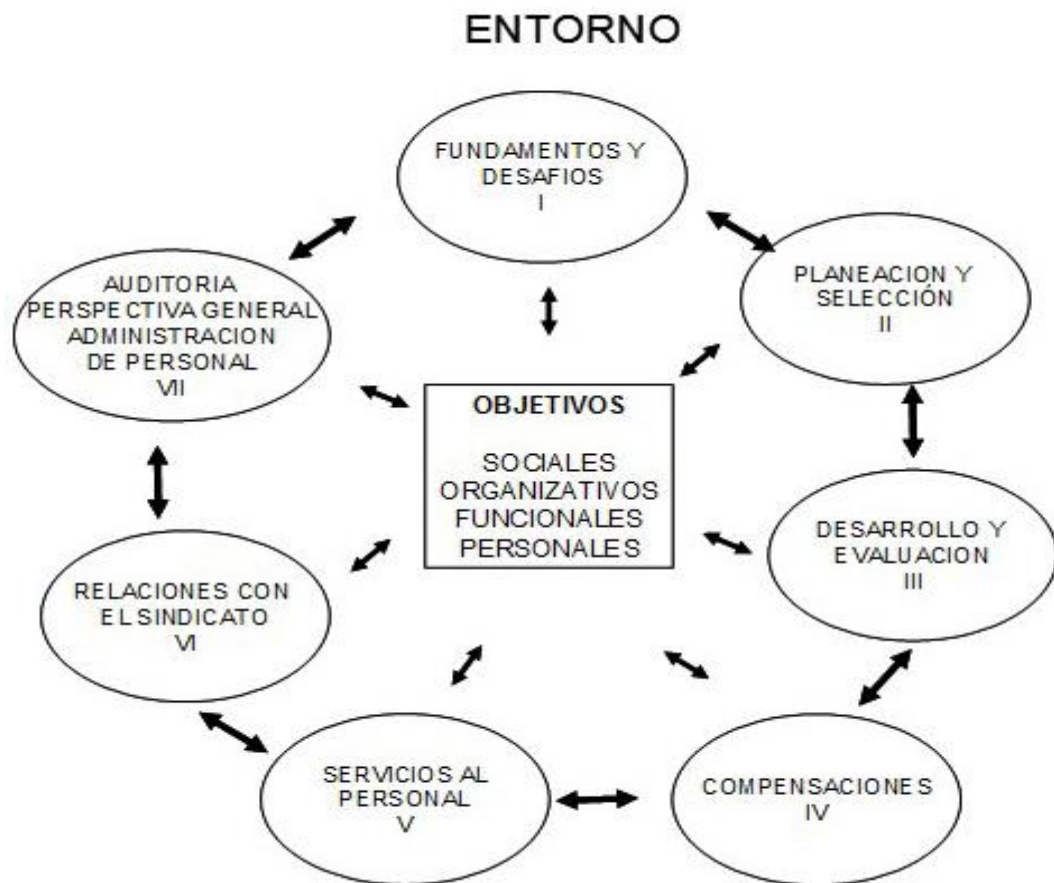 ENTORNO
FUNDAMENTOS Y
DESAFIOS
I
PLANEACION Y
SELECCIÓN
II
AUDITORIA
PERSPECTIVA GENERAL
ADMINISTRACION
DE PERSONAL
VII
OBJETIVOS
SOCIALES
ORGANIZATIVOS
FUNCIONALES
PERSONALES
DESARROLLO Y
EVALUACION
III
RELACIONES CON
EL SINDICATO
VI
SERVICIOS AL
PERSONAL
V
COMPENSACIONES
IV